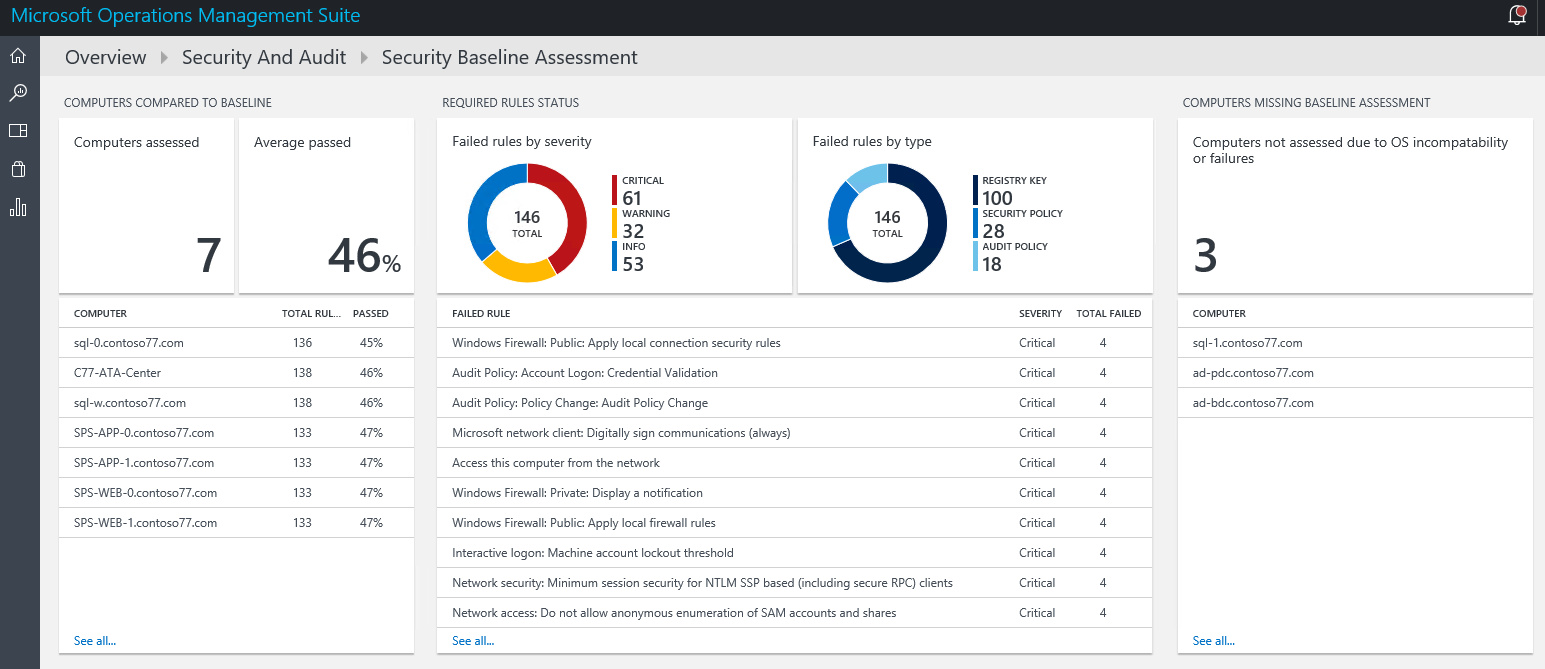 Microsoft Operations Management Suite
Overview Security And Audit Security Baseline Assessment
COMPUTERS COMPARED TO BASELINE
Computers assessed
7
Average passed
46%
COMPUTER TOTAL RUL... PASSED
sql-0.contoso77.com 136 45%
C77-ATA-Center 138 46%
sql-w.contoso77.com 138 46%
SPS-APP-0.contoso77.com 133 47%
SPS-APP-1.contoso77.com 133 47%
SPS-WEB-0.contoso77.com 133 47%
SPS-WEB-1.contoso77.com 133 47%
See all...
REQUIRED RULES STATUS
Failed rules by severity
146
TOTAL
CRITICAL
61
WARNING
32
INFO
53
Failed rules by type
146
TOTAL
REGISTRY KEY
100
SECURITY POLICY
28
AUDIT POLICY
18
FAILED RULE SEVERITY TOTAL FAILED
Windows Firewall: Public: Apply local connection security rules Critical 4
Audit Policy: Account Logon: Credential Validation Critical 4
Audit Policy: Policy Change: Audit Policy Change Critical 4
Microsoft network client: Digitally sign communications (always) Critical 4
Access this computer from the network Critical 4
Windows Firewall: Private: Display a notification Critical 4
Windows Firewall: Public: Apply local firewall rules Critical 4
Interactive logon: Machine account lockout threshold Critical 4
Network security: Minimum session security for NTLM SSP based (including secure RPC) clients Critical 4
Network access: Do not allow anonymous enumeration of SAM accounts and shares Critical 4
See all...
COMPUTERS MISSING BASELINE ASSESSMENT
Computers not assessed due to OS incompatability
or failures
3
COMPUTER
sql-1.contoso77.com
ad-pdc.contoso77.com
ad-bdc.contoso77.com
See all...